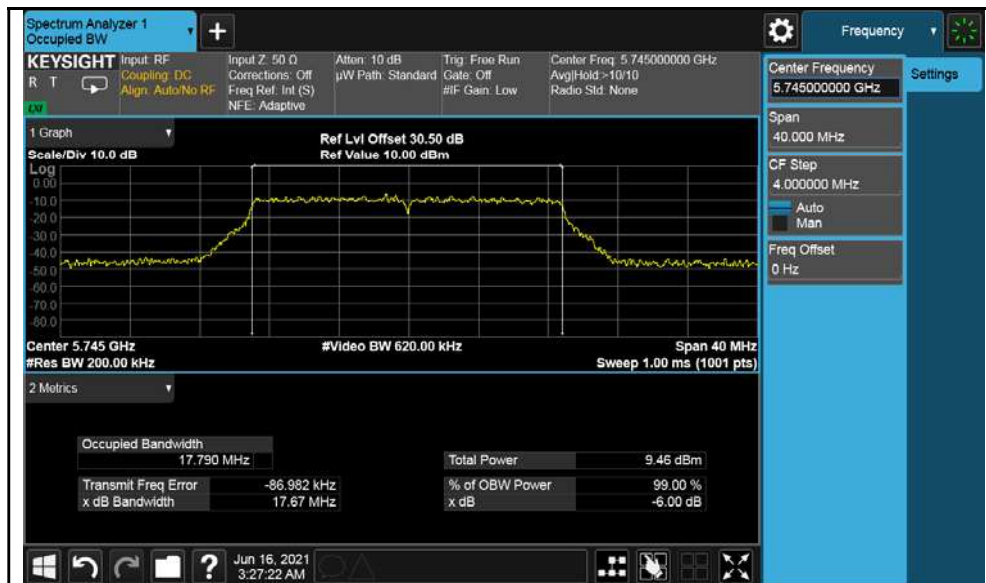 Spectrum Analyzer 1
Occupied BW
Frequency
KEYSIGHT Input: RF Input Z: 50 Ω Atten: 10 dB Trig: Free Run Center Freq: 5.745000000 GHz
R T Coupling: DC Corrections: Off µW Path: Standard Gate: Off Avg|Hold:>10/10
Align: Auto/No RF Freq Ref: Int (S) #IF Gain: Low Radio Std: None
NFE: Adaptive
LXI
Center Frequency
5.745000000 GHz
Settings
Span
40.000 MHz
CF Step
4.000000 MHz
Auto
Man
Freq Offset
0 Hz
1 Graph
Ref Lvl Offset 30.50 dB
Scale/Div 10.0 dB Ref Value 10.00 dBm
Log
0.00
-10.0
-20.0
-30.0
-40.0
-50.0
-60.0
-70.0
-80.0
Center 5.745 GHz #Video BW 620.00 kHz Span 40 MHz
#Res BW 200.00 kHz Sweep 1.00 ms (1001 pts)
2 Metrics
Occupied Bandwidth
17.790 MHz Total Power 9.46 dBm
Transmit Freq Error -86.982 kHz % of OBW Power 99.00 %
x dB Bandwidth 17.67 MHz x dB -6.00 dB
? Jun 16, 2021
3:27:22 AM